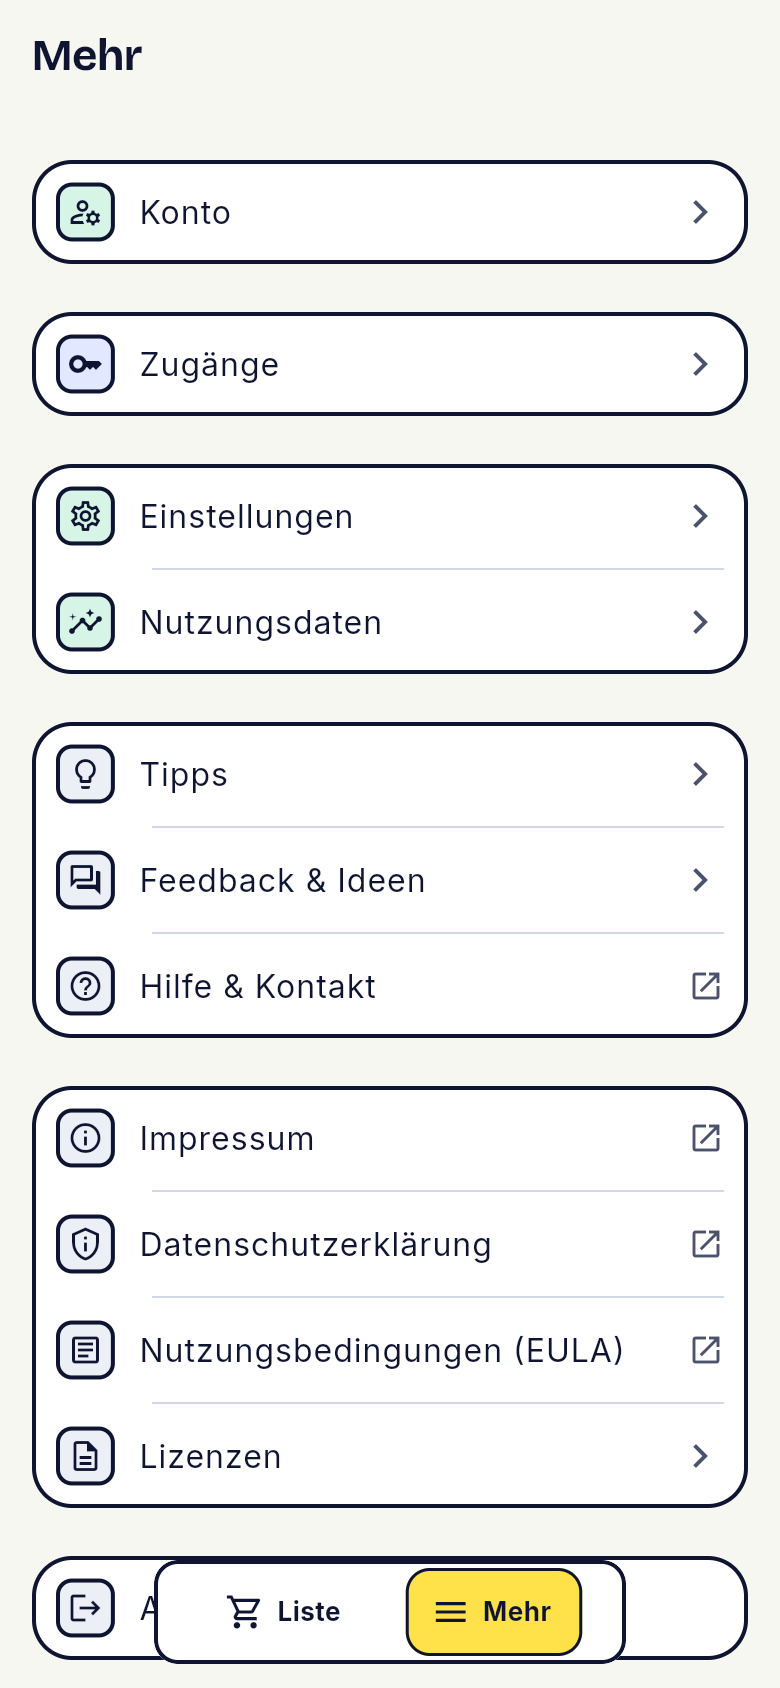 Mehr
Konto
Zugänge
Einstellungen
Nutzungsdaten
Tipps
Feedback & Ideen
Hilfe & Kontakt
Impressum
Datenschutzerklärung
Nutzungsbedingungen (EULA)
Lizenzen
Liste
Mehr